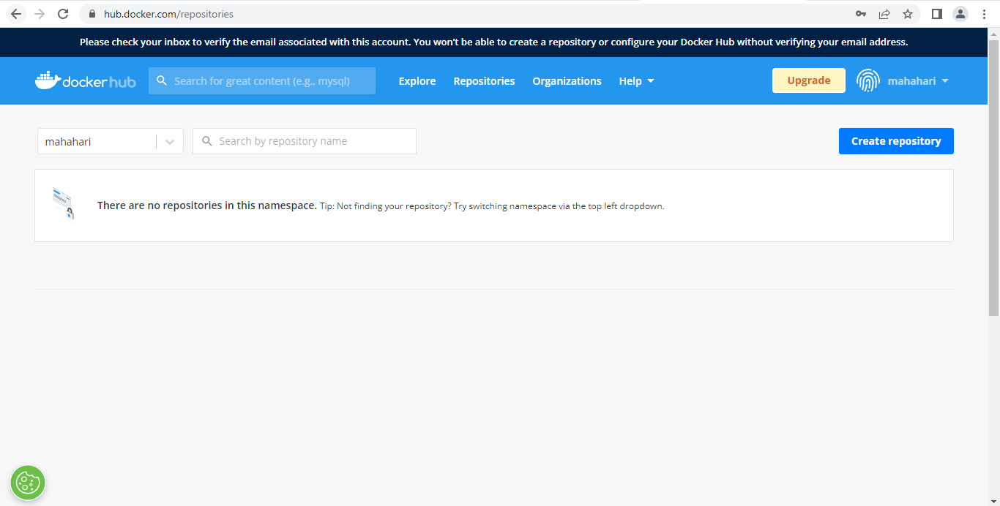 hub.docker.com/repositories
Please check your inbox to verify the email associated with this account. You won't be able to create a repository or configure your Docker Hub without verifying your email address.
dockerhub Search for great content (e.g., mysql) Explore Repositories Organizations Help Upgrade mahahari
mahahari Search by repository name Create repository
There are no repositories in this namespace. Tip: Not finding your repository? Try switching namespace via the top left dropdown.